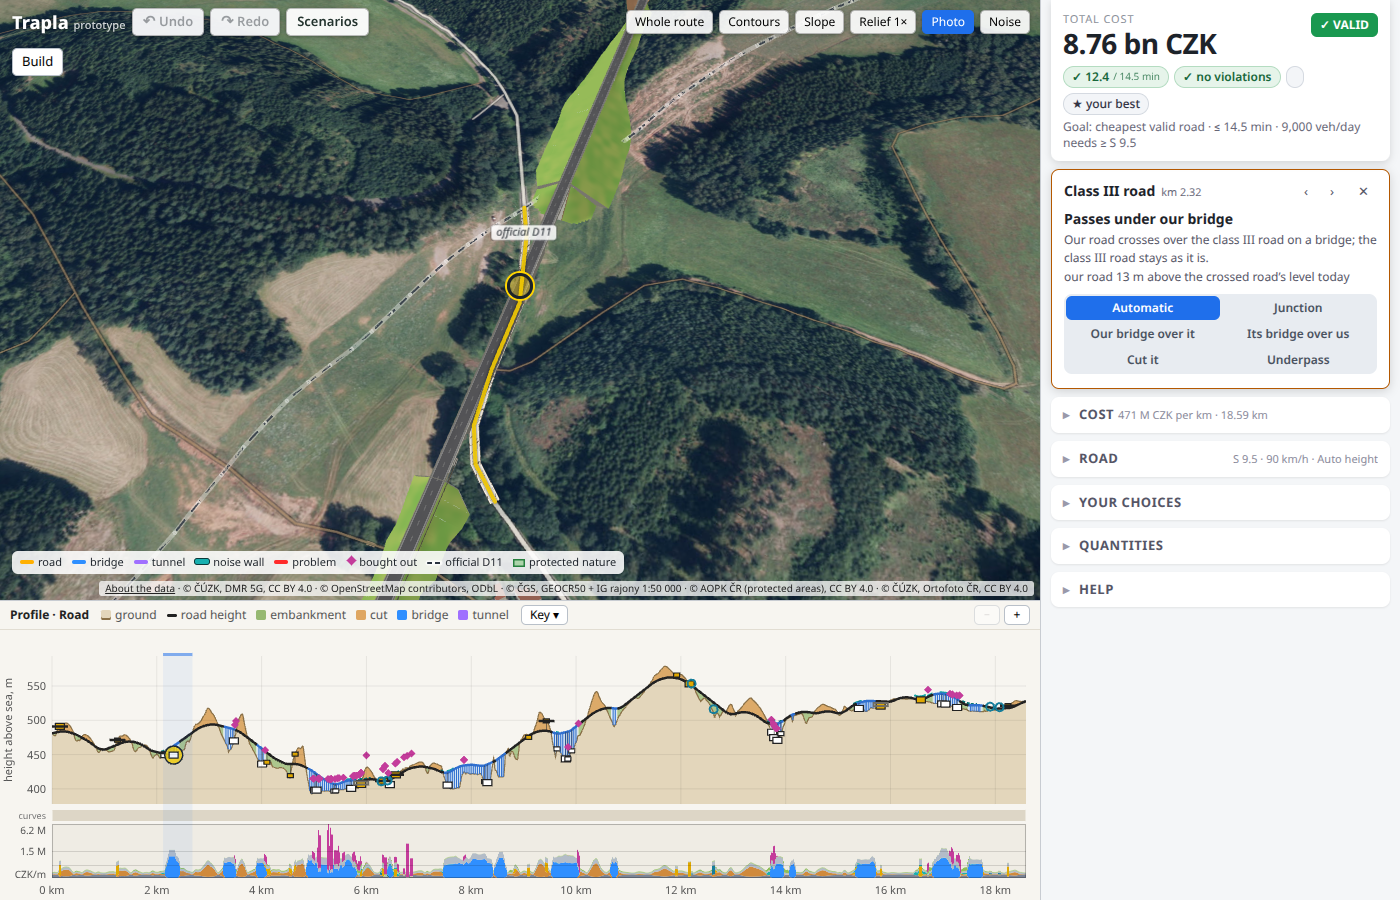 Trapla prototype
↶ Undo
↷ Redo
Scenarios
Whole route
Contours
Slope
Relief 1×
Photo
Noise
Build
official D11
road
bridge
tunnel
noise wall
problem
bought out
official D11
protected nature
About the data · © ČÚZK, DMR 5G, CC BY 4.0 · © OpenStreetMap contributors, ODbL · © ČGS, GEOCR50 + IG rajony 1:50 000 · © AOPK ČR (protected areas), CC BY 4.0 · © ČÚZK, Ortofoto ČR, CC BY 4.0
TOTAL COST
✓ VALID
8.76 bn CZK
✓ 12.4 / 14.5 min
✓ no violations
★ your best
Goal: cheapest valid road · ≤ 14.5 min · 9,000 veh/day
needs ≥ S 9.5
Class III road km 2.32
‹ › ✕
Passes under our bridge
Our road crosses over the class III road on a bridge; the
class III road stays as it is.
our road 13 m above the crossed road's level today
Automatic
Junction
Our bridge over it
Its bridge over us
Cut it
Underpass
▶ COST 471 M CZK per km · 18.59 km
▶ ROAD S 9.5 · 90 km/h · Auto height
▶ YOUR CHOICES
▶ QUANTITIES
▶ HELP
Profile · Road
ground
road height
embankment
cut
bridge
tunnel
Key ▾
−
+
height above sea, m
550
500
450
400
curves
6.2 M
1.5 M
CZK/m
0 km
2 km
4 km
6 km
8 km
10 km
12 km
14 km
16 km
18 km